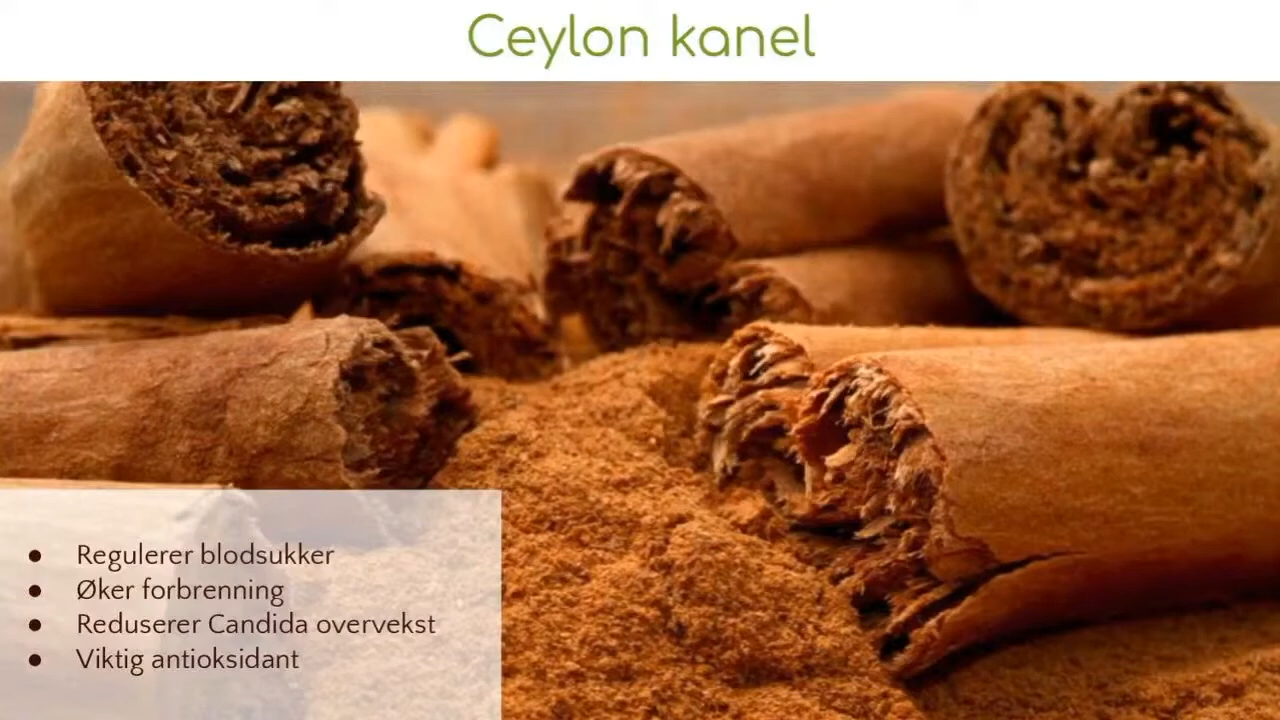 Ceylon kanel
● Regulerer blodsukker
● Øker forbrenning
● Reduserer Candida overvekst
● Viktig antioksidant